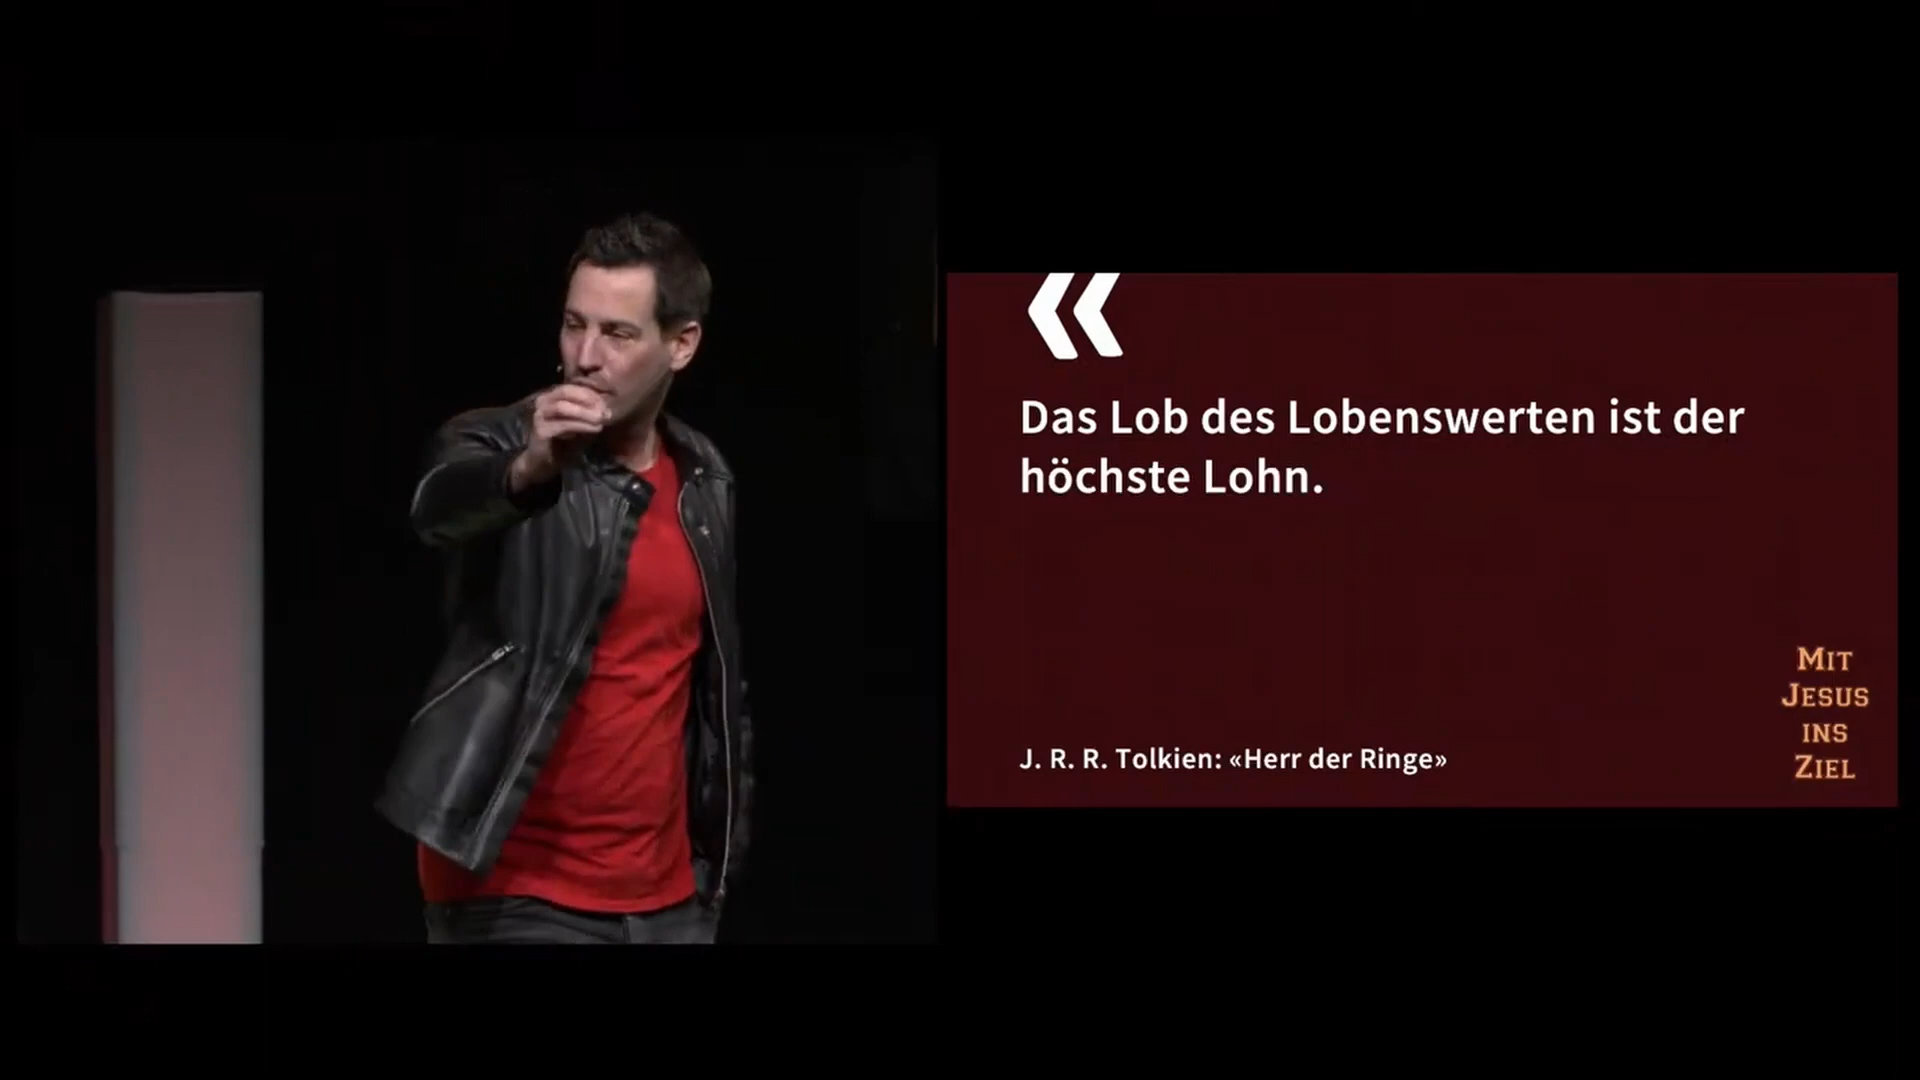 «
Das Lob des Lobenswerten ist der
höchste Lohn.
J. R. R. Tolkien: «Herr der Ringe»
MIT
JESUS
INS
ZIEL